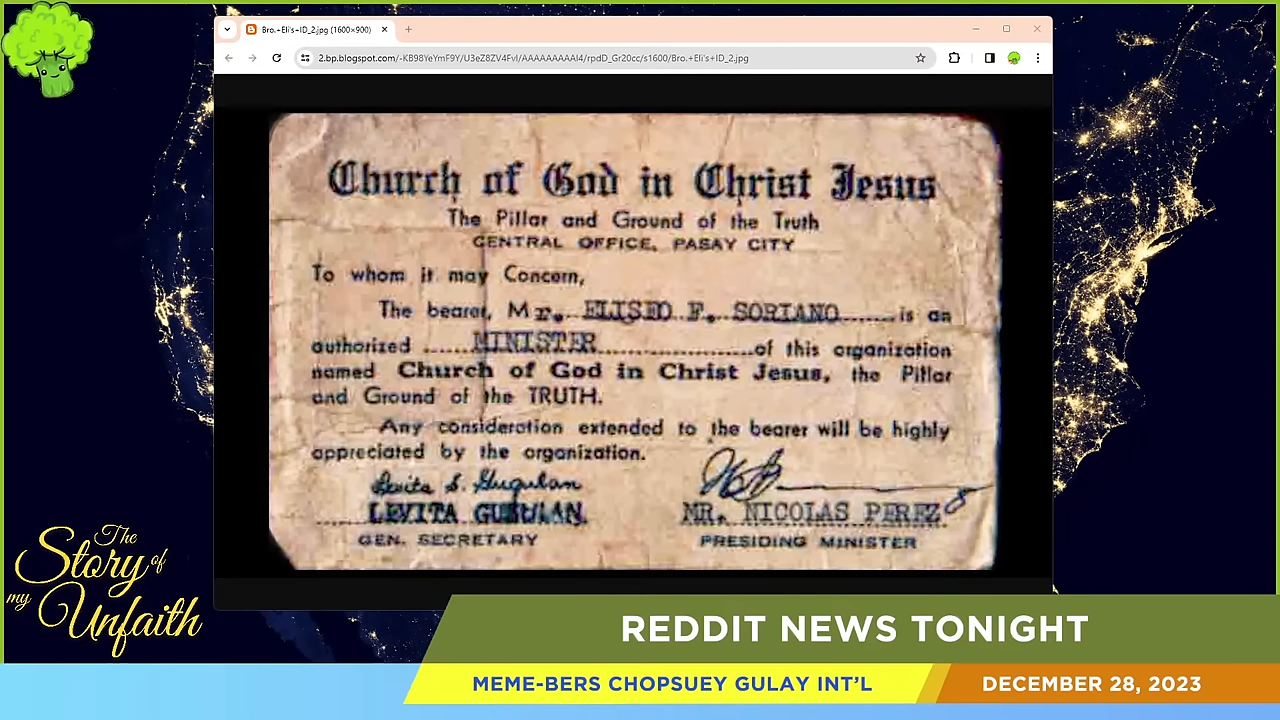 Bro.+Eli's+ID_2.jpg (1600×900)
2.bp.blogspot.com/-KB98YeYmF9Y/U3eZ8ZV4FvI/AAAAAAAAAI4/rpdD_Gr20cc/s1600/Bro.+Eli's+ID_2.jpg
Church of God in Christ Jesus
The Pillar and Ground of the Truth
CENTRAL OFFICE, PASAY CITY
To whom it may Concern,
The bearer, Mr. ELISEO F. SORIANO is an
authorized MINISTER of this organization
named Church of God in Christ Jesus, the Pillar
and Ground of the TRUTH.
Any consideration extended to the bearer will be highly
appreciated by the organization.
Levita S. Gugulan
LEVITA GUGULAN
GEN. SECRETARY
MR. NICOLAS PEREZ
PRESIDING MINISTER
The Story of my Unfaith
REDDIT NEWS TONIGHT
MEME-BERS CHOPSUEY GULAY INT'L
DECEMBER 28, 2023